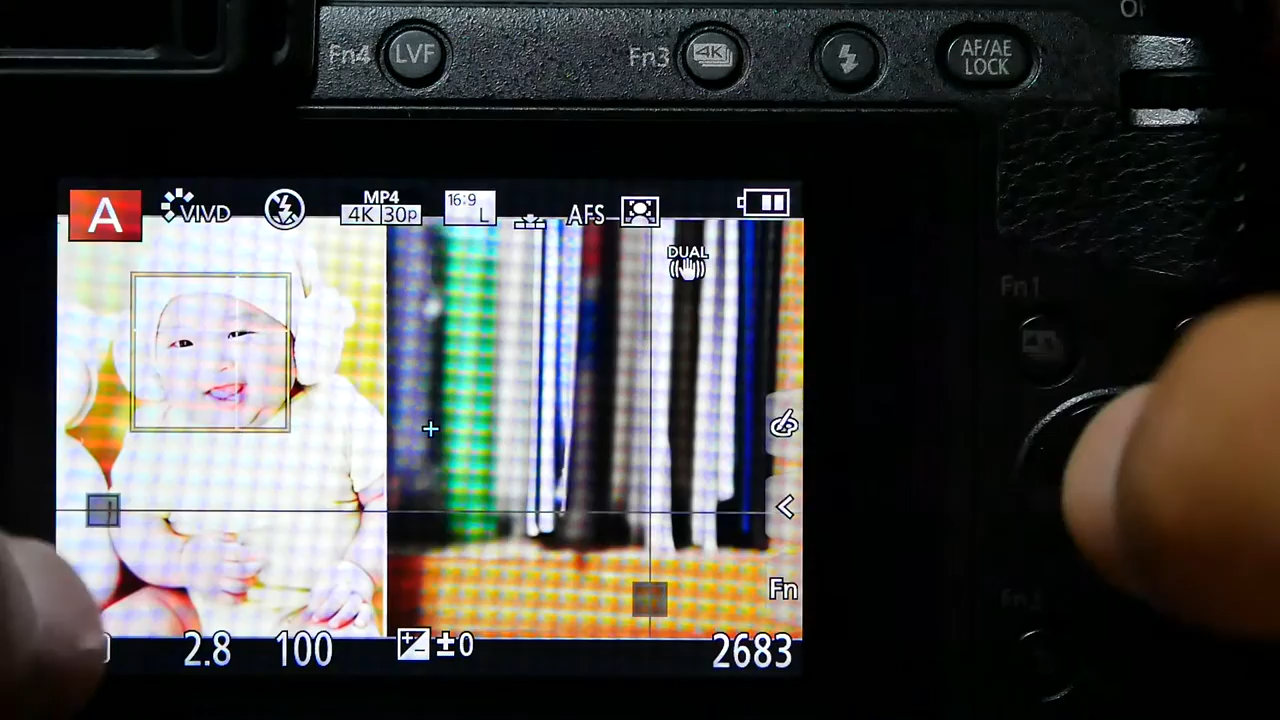 Fn4 LVF Fn3 4K AF/AE
LOCK
A VIVD MP4
4K 30p 16:9
L AFS
DUAL
Fn1
Fn
Fn2
2.8 100 ±0 2683